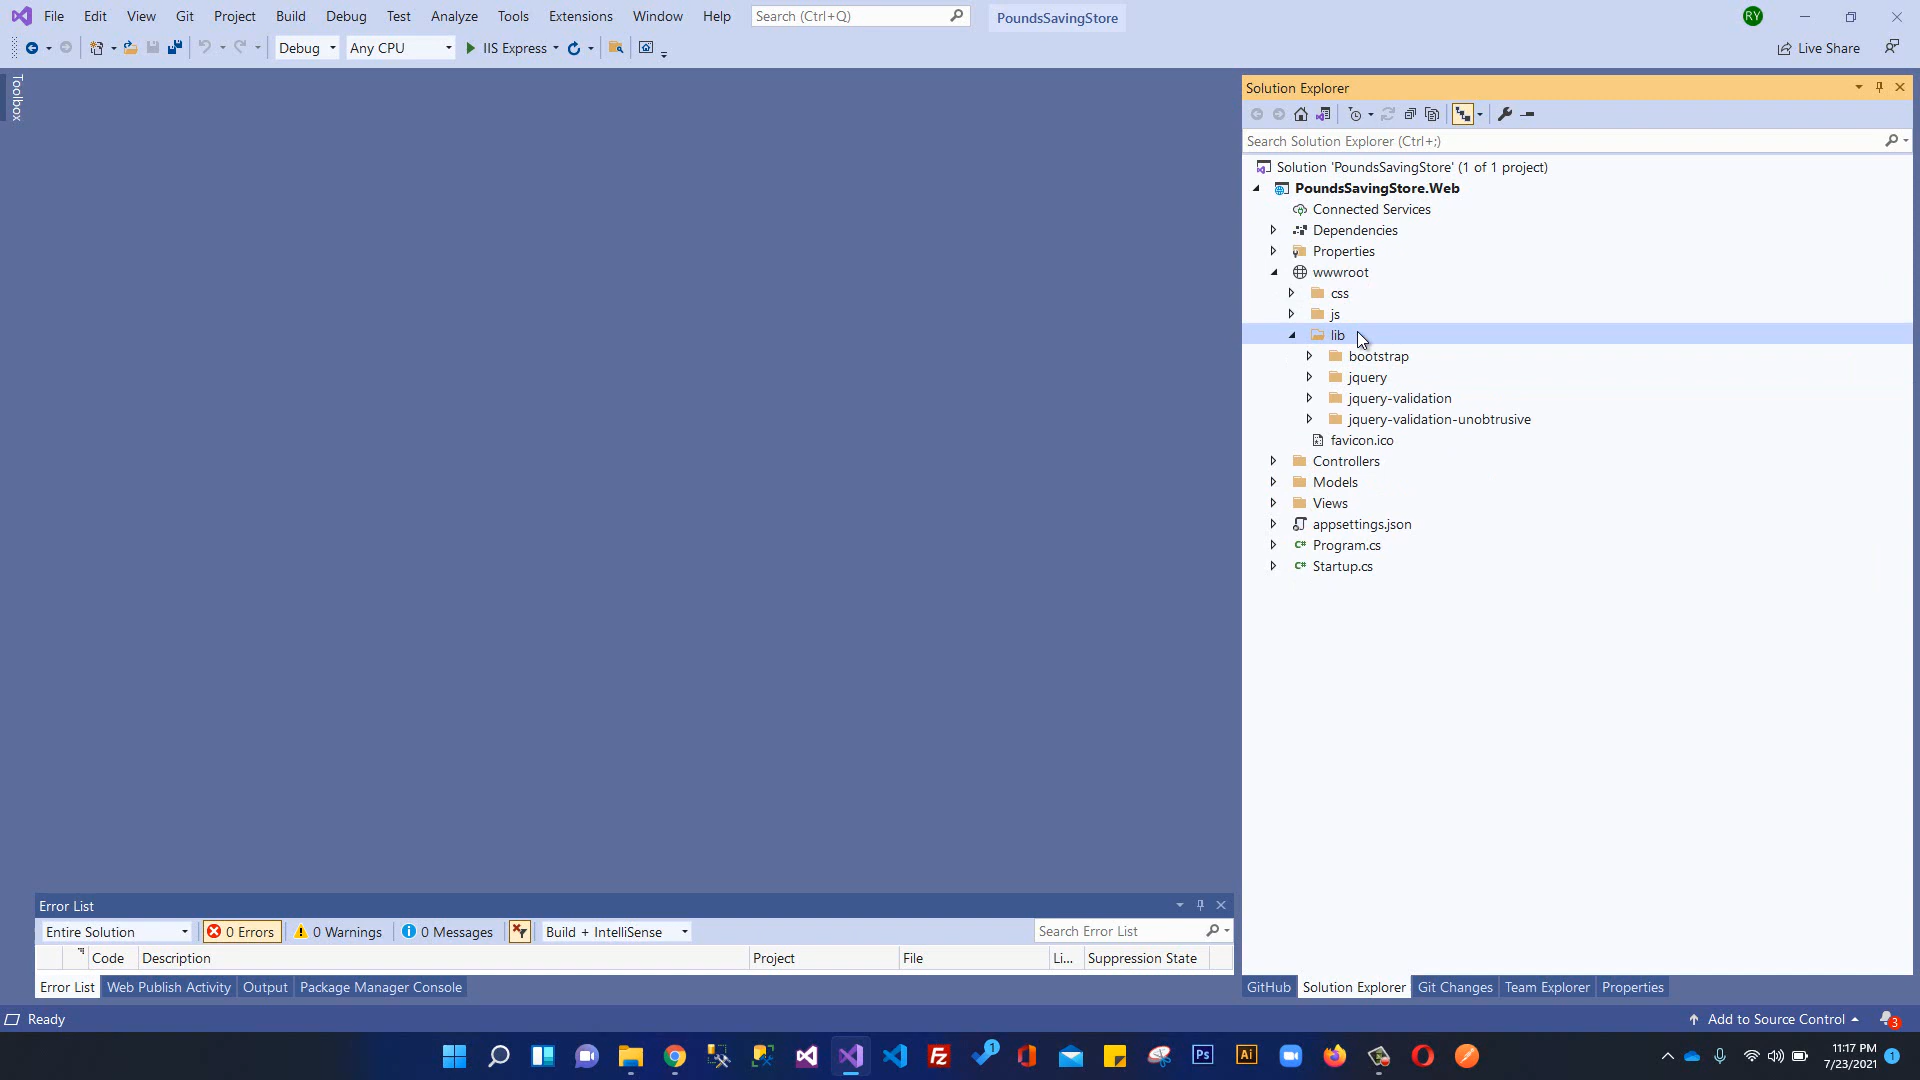 File Edit View Git Project Build Debug Test Analyze Tools Extensions Window Help Search (Ctrl+Q) PoundsSavingStore RY
Debug Any CPU IIS Express Live Share
Toolbox
Solution Explorer
Search Solution Explorer (Ctrl+;)
Solution 'PoundsSavingStore' (1 of 1 project)
PoundsSavingStore.Web
Connected Services
Dependencies
Properties
wwwroot
css
js
lib
bootstrap
jquery
jquery-validation
jquery-validation-unobtrusive
favicon.ico
Controllers
Models
Views
appsettings.json
C# Program.cs
C# Startup.cs
Error List
Entire Solution 0 Errors 0 Warnings 0 Messages Build + IntelliSense Search Error List
Code Description Project File Li... Suppression State
Error List Web Publish Activity Output Package Manager Console
GitHub Solution Explorer Git Changes Team Explorer Properties
Ready Add to Source Control 3
1 Fz Ps Ai
11:17 PM
7/23/2021 1